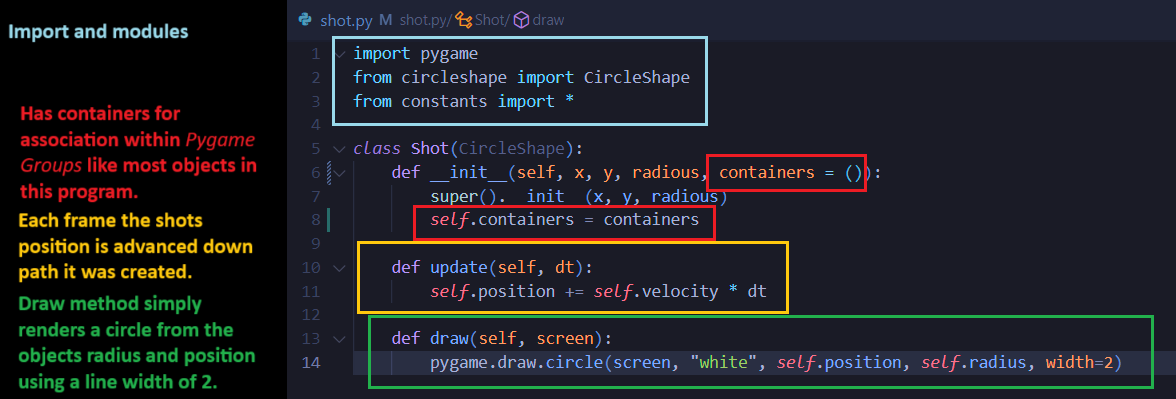 Import and modules
Has containers for
association within Pygame
Groups like most objects in
this program.
Each frame the shots
position is advanced down
path it was created.
Draw method simply
renders a circle from the
objects radius and position
using a line width of 2.
shot.py M shot.py/ Shot/ draw
1 import pygame
2 from circleshape import CircleShape
3 from constants import *
4
5 class Shot(CircleShape):
6 def __init__(self, x, y, radious, containers = ()):
7 super().__init__(x, y, radious)
8 self.containers = containers
9
10 def update(self, dt):
11 self.position += self.velocity * dt
12
13 def draw(self, screen):
14 pygame.draw.circle(screen, "white", self.position, self.radius, width=2)